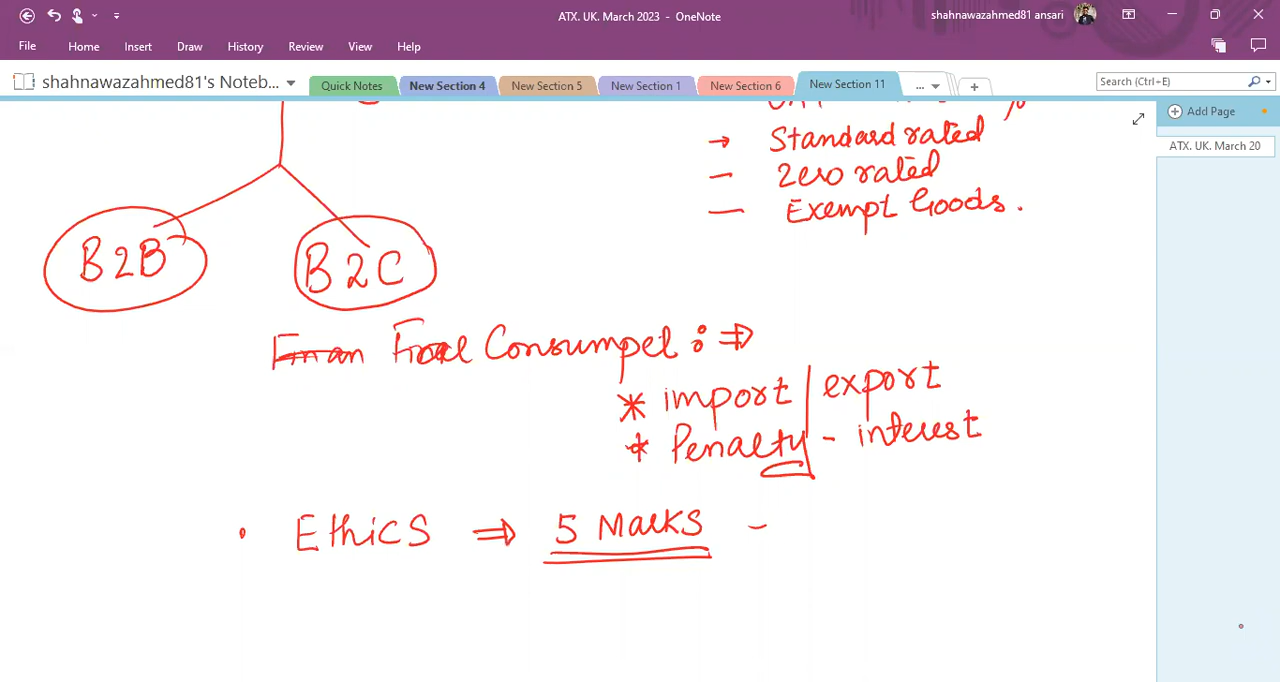 ATX. UK. March 2023 - OneNote
shahnawazahmed81 ansari
File Home Insert Draw History Review View Help
shahnawazahmed81's Noteb...
Quick Notes
New Section 4
New Section 5
New Section 1
New Section 6
New Section 11
...
Search (Ctrl+E)
Add Page
ATX. UK. March 20
→ Standard rated
— Zero rated
— Exempt Goods.
B2B
B2C
Consumpel : ⇒
* import / export
* Penalty - interest
• Ethics ⇒ 5 Marks -